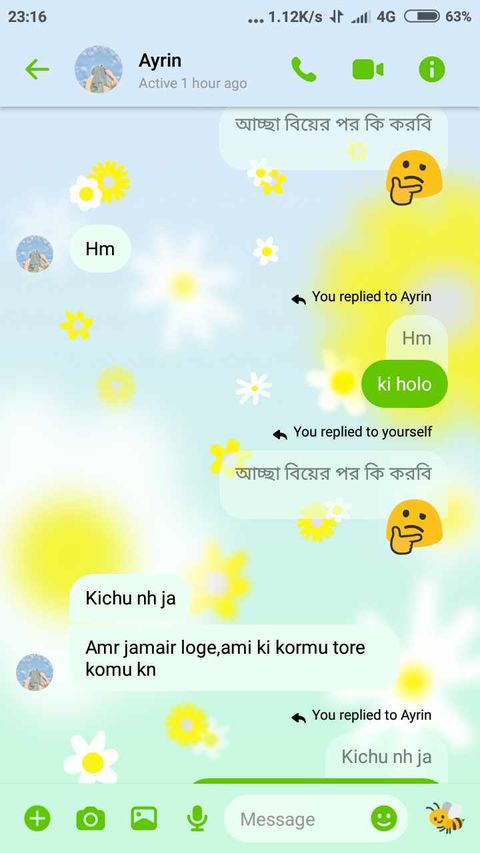 23:16
... 1.12K/s 4G 63%
Ayrin
Active 1 hour ago
আচ্ছা বিয়ের পর কি করবি
Hm
You replied to Ayrin
Hm
ki holo
You replied to yourself
আচ্ছা বিয়ের পর কি করবি
Kichu nh ja
Amr jamair loge,ami ki kormu tore
komu kn
You replied to Ayrin
Kichu nh ja
Message